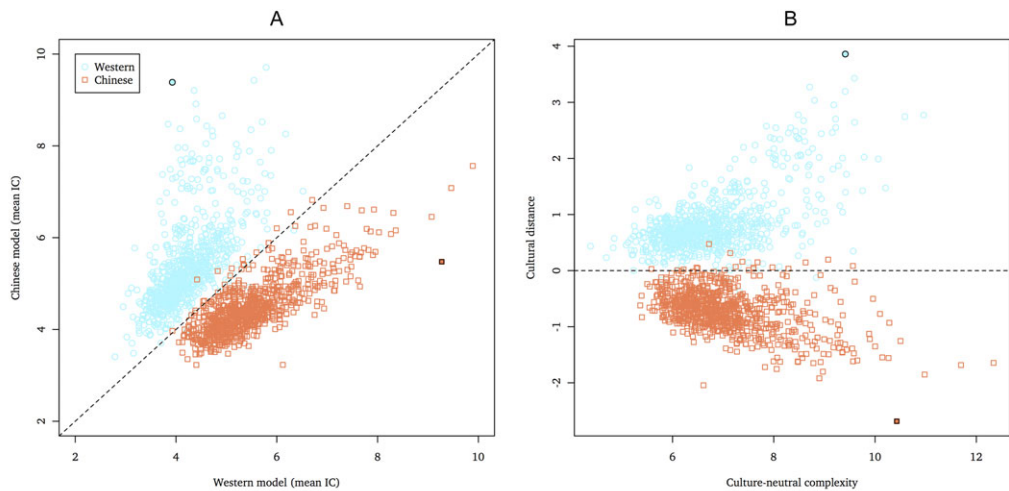 A
B
Western
Chinese
10
8
6
4
2
Chinese model (mean IC)
2
4
6
8
10
Western model (mean IC)
4
3
2
1
0
-1
-2
Cultural distance
6
8
10
12
Culture-neutral complexity